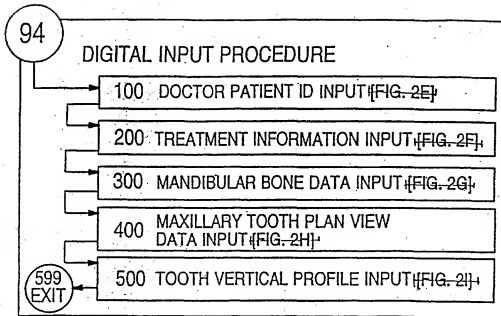 94
DIGITAL INPUT PROCEDURE
100 DOCTOR PATIENT ID INPUT [FIG. 2E]
200 TREATMENT INFORMATION INPUT [FIG. 2F]
300 MANDIBULAR BONE DATA INPUT [FIG. 2G]
400 MAXILLARY TOOTH PLAN VIEW
DATA INPUT [FIG. 2H]
500 TOOTH VERTICAL PROFILE INPUT [FIG. 2I]
599
EXIT